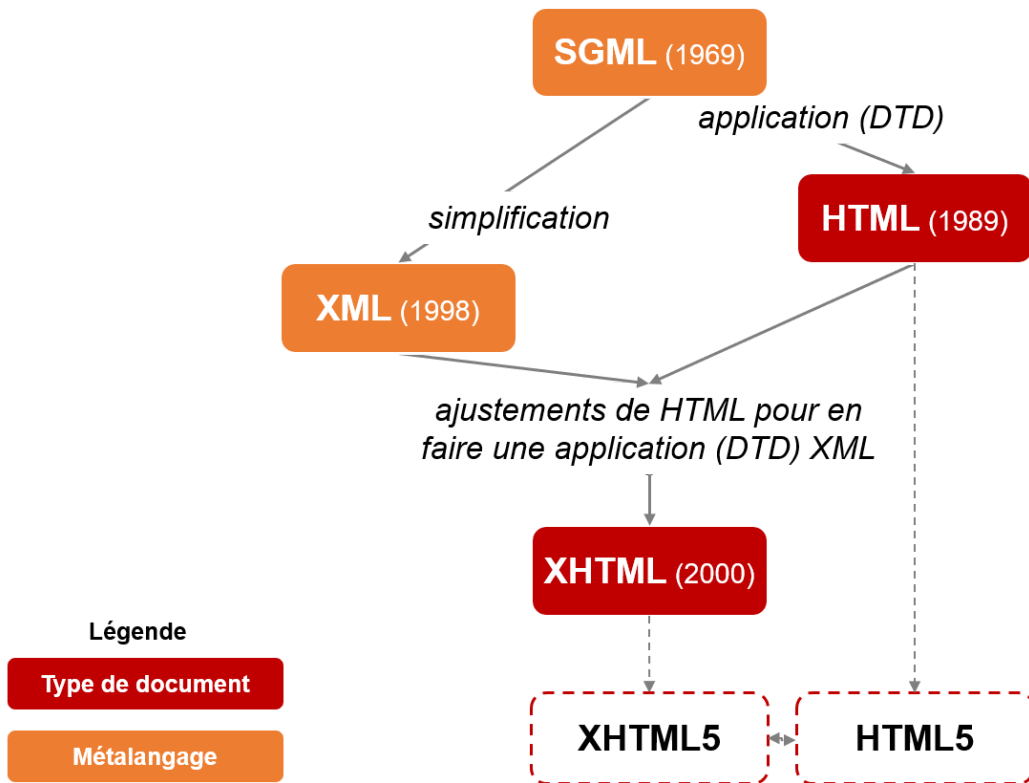 SGML (1969)
application (DTD)
HTML (1989)
simplification
XML (1998)
ajustements de HTML pour en
faire une application (DTD) XML
XHTML (2000)
Légende
Type de document
Métalangage
XHTML5
HTML5